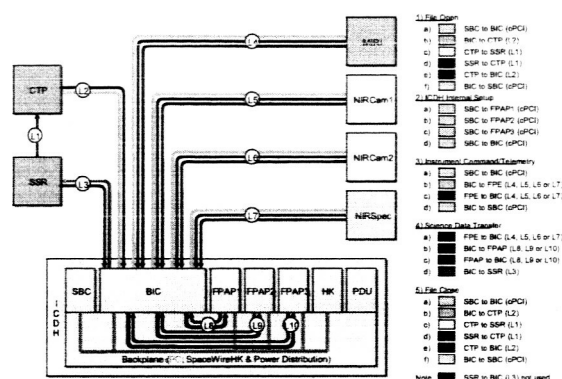 MIRI
L4
CTP
L2
L5
NIRCam1
L1
L6
NIRCam2
SSR
L3
L7
NIRSpec
ICDH
SBC
BIC
FPAP1
FPAP2
FPAP3
HK
PDU
L8
L9
L10
Backplane (PCI, SpaceWireHK & Power Distribution)
1) File Open
a) SBC to BIC (cPCI)
b) BIC to CTP (L2)
c) CTP to SSR (L1)
d) SSR to CTP (L1)
e) CTP to BIC (L2)
f) BIC to SBC (cPCI)
2) ICDH Internal Setup
a) SBC to FPAP1 (cPCI)
b) SBC to FPAP2 (cPCI)
c) SBC to FPAP3 (cPCI)
d) SBC to BIC (cPCI)
3) Instrument Command/Telemetry
a) SBC to BIC (cPCI)
b) BIC to FPE (L4, L5, L6 or L7)
c) FPE to BIC (L4, L5, L6 or L7)
d) BIC to SBC (cPCI)
4) Science Data Transfer
a) FPE to BIC (L4, L5, L6 or L7)
b) BIC to FPAP (L8, L9 or L10)
c) FPAP to BIC (L8, L9 or L10)
d) BIC to SSR (L3)
5) File Close
a) SBC to BIC (cPCI)
b) BIC to CTP (L2)
c) CTP to SSR (L1)
d) SSR to CTP (L1)
e) CTP to BIC (L2)
f) BIC to SBC (cPCI)
Note SSR to BIC (L3) not used